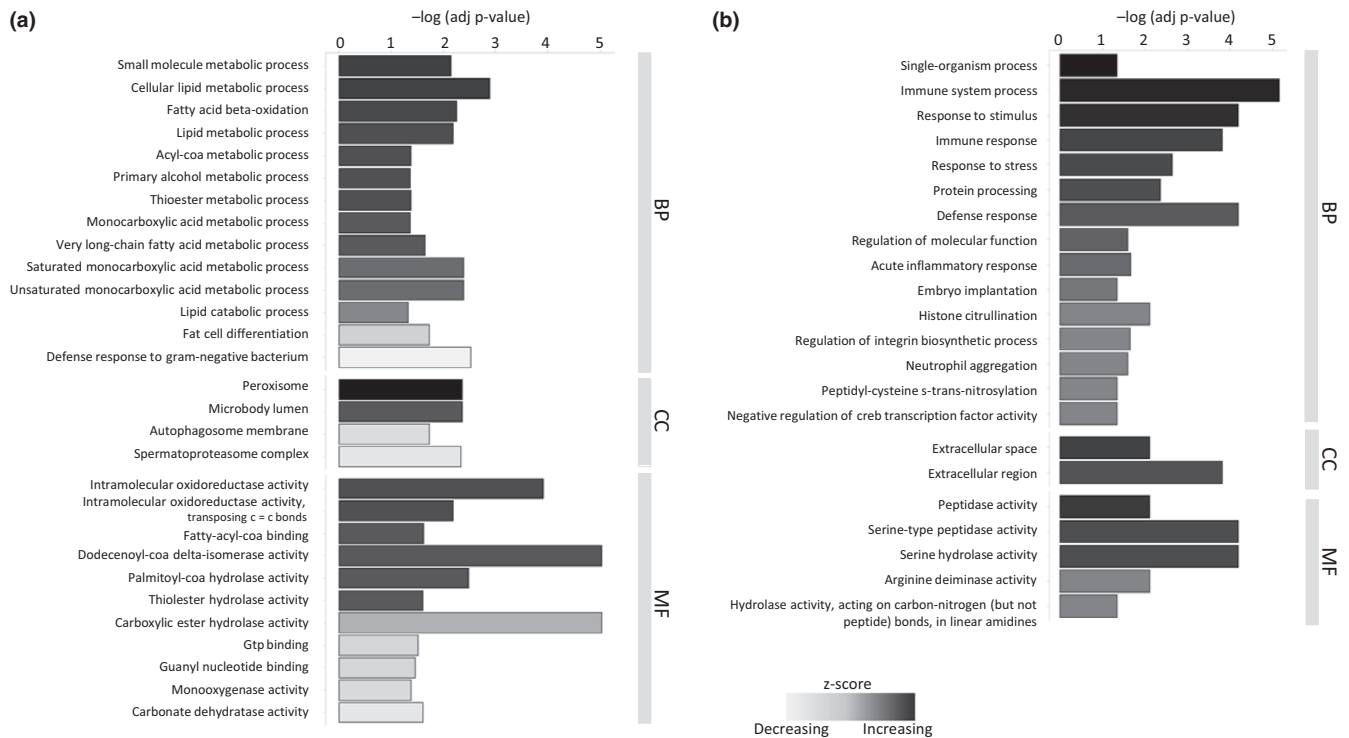 (a)
–log (adj p-value)
0 1 2 3 4 5
Small molecule metabolic process
Cellular lipid metabolic process
Fatty acid beta-oxidation
Lipid metabolic process
Acyl-coa metabolic process
Primary alcohol metabolic process
Thioester metabolic process
Monocarboxylic acid metabolic process
Very long-chain fatty acid metabolic process
Saturated monocarboxylic acid metabolic process
Unsaturated monocarboxylic acid metabolic process
Lipid catabolic process
Fat cell differentiation
Defense response to gram-negative bacterium
BP
Peroxisome
Microbody lumen
Autophagosome membrane
Spermatoproteasome complex
CC
Intramolecular oxidoreductase activity
Intramolecular oxidoreductase activity,
transposing c = c bonds
Fatty-acyl-coa binding
Dodecenoyl-coa delta-isomerase activity
Palmitoyl-coa hydrolase activity
Thiolester hydrolase activity
Carboxylic ester hydrolase activity
Gtp binding
Guanyl nucleotide binding
Monooxygenase activity
Carbonate dehydratase activity
MF
(b)
–log (adj p-value)
0 1 2 3 4 5
Single-organism process
Immune system process
Response to stimulus
Immune response
Response to stress
Protein processing
Defense response
Regulation of molecular function
Acute inflammatory response
Embryo implantation
Histone citrullination
Regulation of integrin biosynthetic process
Neutrophil aggregation
Peptidyl-cysteine s-trans-nitrosylation
Negative regulation of creb transcription factor activity
BP
Extracellular space
Extracellular region
CC
Peptidase activity
Serine-type peptidase activity
Serine hydrolase activity
Arginine deiminase activity
Hydrolase activity, acting on carbon-nitrogen (but not
peptide) bonds, in linear amidines
MF
z-score
Decreasing Increasing